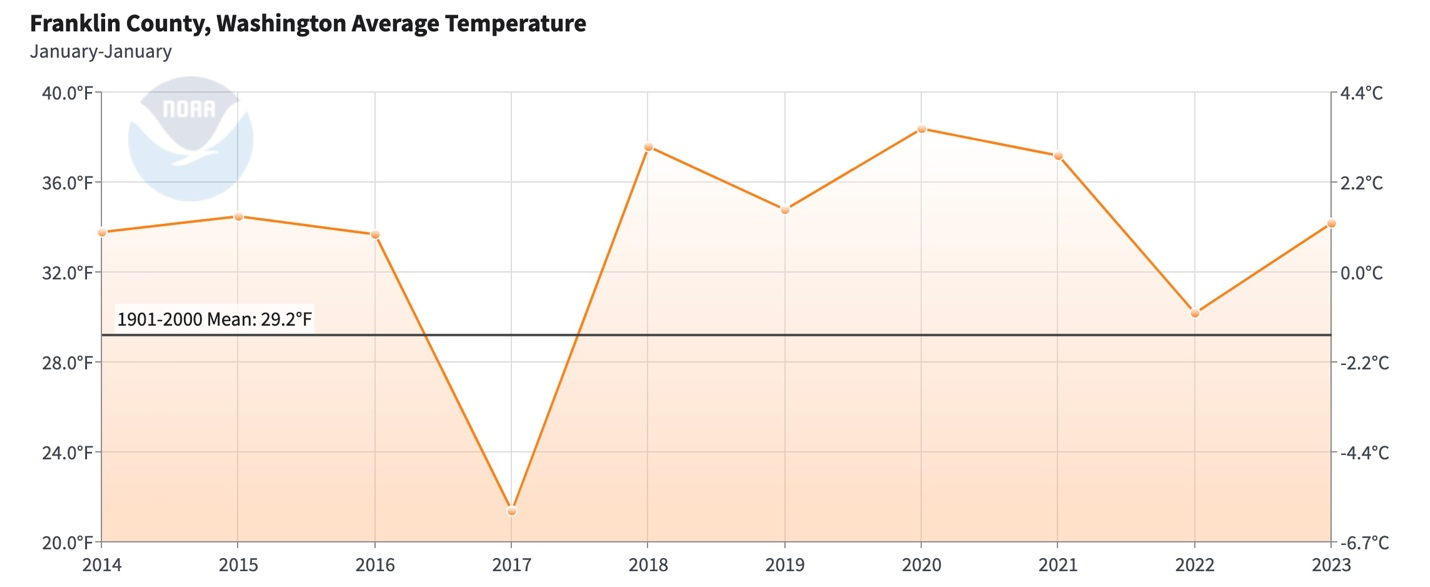 Franklin County, Washington Average Temperature
January-January
NOAA
40.0°F
4.4°C
36.0°F
2.2°C
32.0°F
0.0°C
1901-2000 Mean: 29.2°F
28.0°F
-2.2°C
24.0°F
-4.4°C
20.0°F
-6.7°C
2014 2015 2016 2017 2018 2019 2020 2021 2022 2023